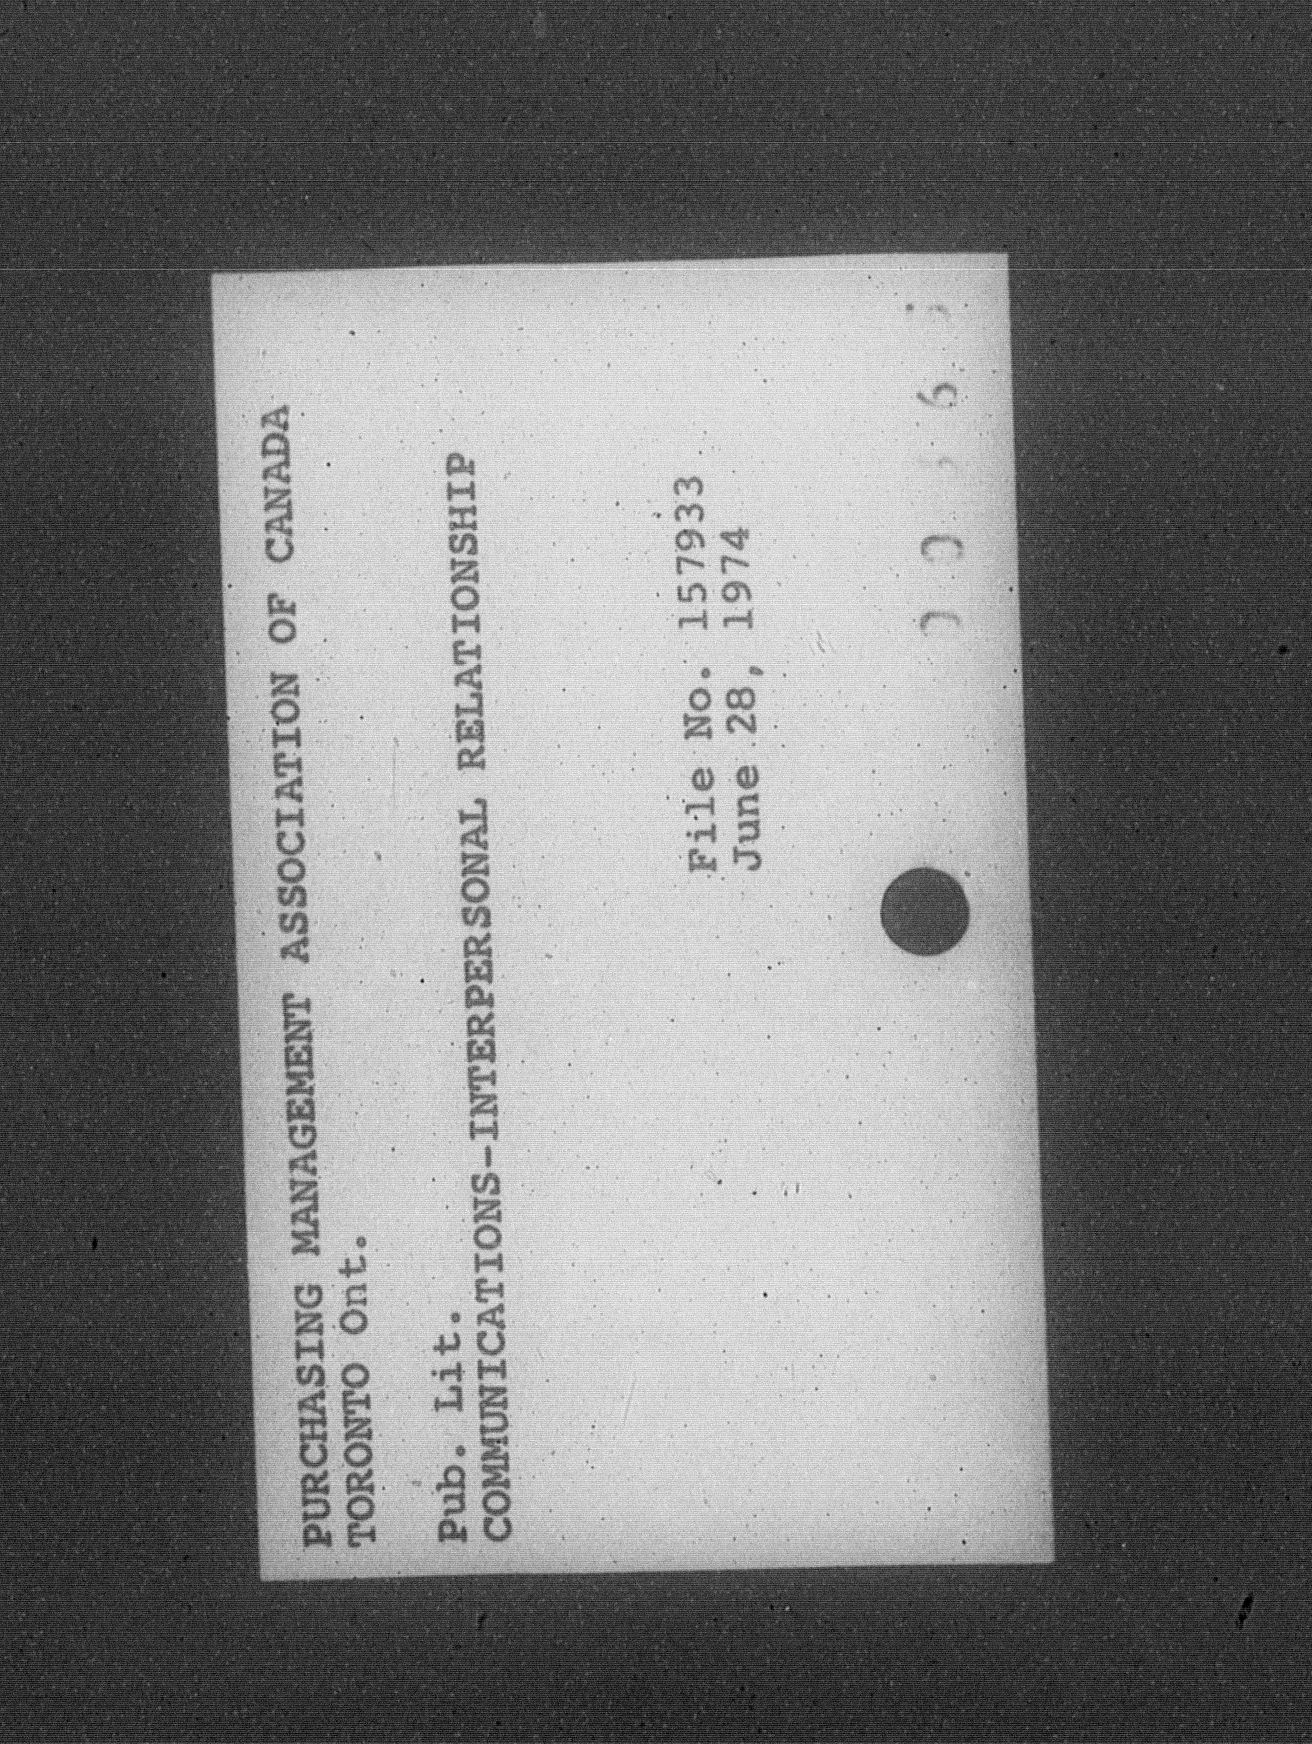 PURCHASING MANAGEMENT ASSOCIATION OF CANADA
TORONTO Ont.
Pub. Lit.
COMMUNICATIONS-INTERPERSONAL RELATIONSHIP
File No. 157933
June 28, 1974